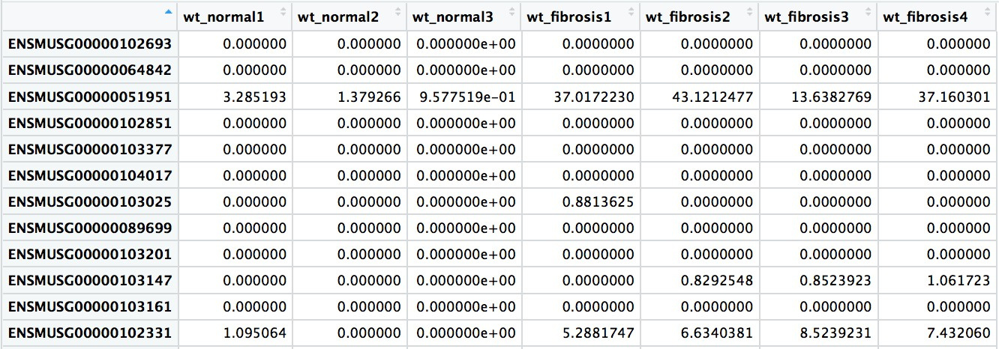 wt_normal1 wt_normal2 wt_normal3 wt_fibrosis1 wt_fibrosis2 wt_fibrosis3 wt_fibrosis4
ENSMUSG00000102693 0.000000 0.000000 0.000000e+00 0.0000000 0.0000000 0.0000000 0.000000
ENSMUSG00000064842 0.000000 0.000000 0.000000e+00 0.0000000 0.0000000 0.0000000 0.000000
ENSMUSG00000051951 3.285193 1.379266 9.577519e-01 37.0172230 43.1212477 13.6382769 37.160301
ENSMUSG00000102851 0.000000 0.000000 0.000000e+00 0.0000000 0.0000000 0.0000000 0.000000
ENSMUSG00000103377 0.000000 0.000000 0.000000e+00 0.0000000 0.0000000 0.0000000 0.000000
ENSMUSG00000104017 0.000000 0.000000 0.000000e+00 0.0000000 0.0000000 0.0000000 0.000000
ENSMUSG00000103025 0.000000 0.000000 0.000000e+00 0.8813625 0.0000000 0.0000000 0.000000
ENSMUSG00000089699 0.000000 0.000000 0.000000e+00 0.0000000 0.0000000 0.0000000 0.000000
ENSMUSG00000103201 0.000000 0.000000 0.000000e+00 0.0000000 0.0000000 0.0000000 0.000000
ENSMUSG00000103147 0.000000 0.000000 0.000000e+00 0.0000000 0.8292548 0.8523923 1.061723
ENSMUSG00000103161 0.000000 0.000000 0.000000e+00 0.0000000 0.0000000 0.0000000 0.000000
ENSMUSG00000102331 1.095064 0.000000 0.000000e+00 5.2881747 6.6340381 8.5239231 7.432060